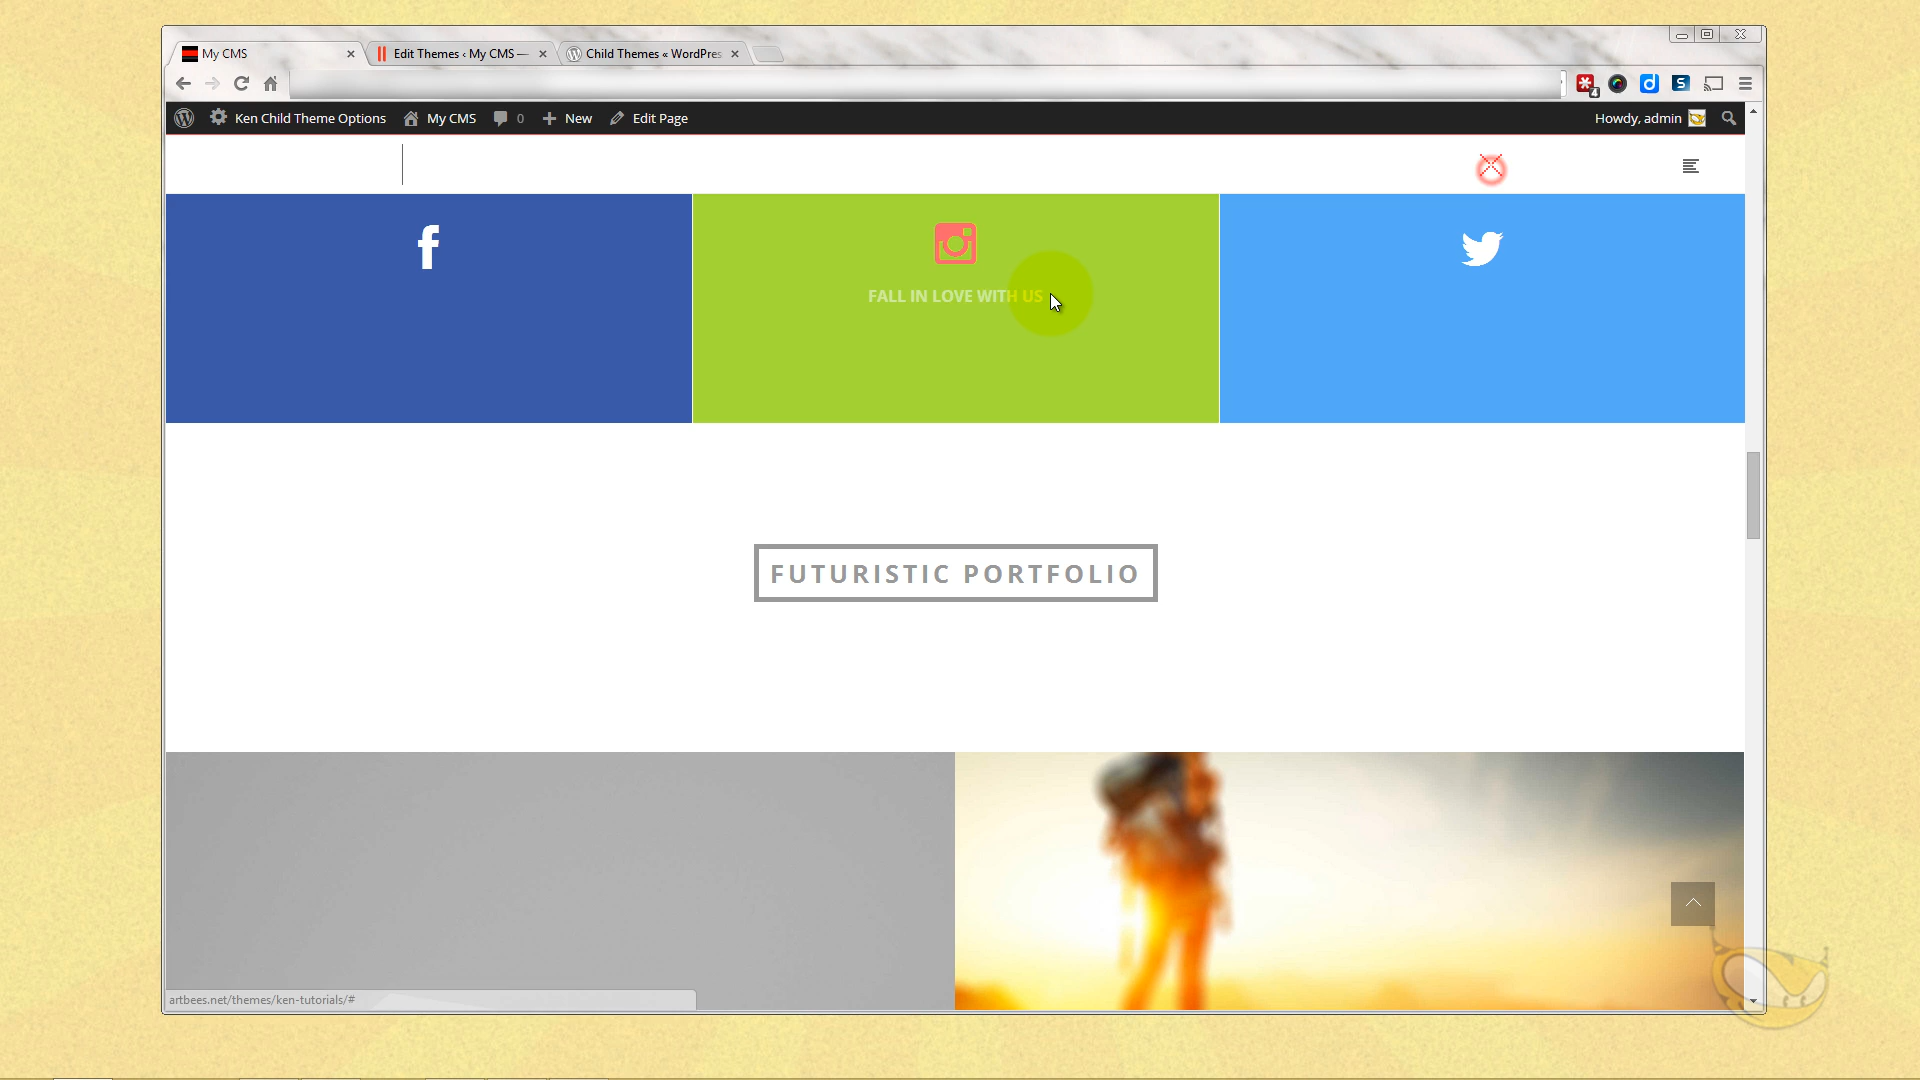 My CMS
Edit Themes ‹ My CMS —
Child Themes « WordPres
4
Ken Child Theme Options
My CMS
0
New
Edit Page
Howdy, admin
FALL IN LOVE WITH US
FUTURISTIC PORTFOLIO
artbees.net/themes/ken-tutorials/#